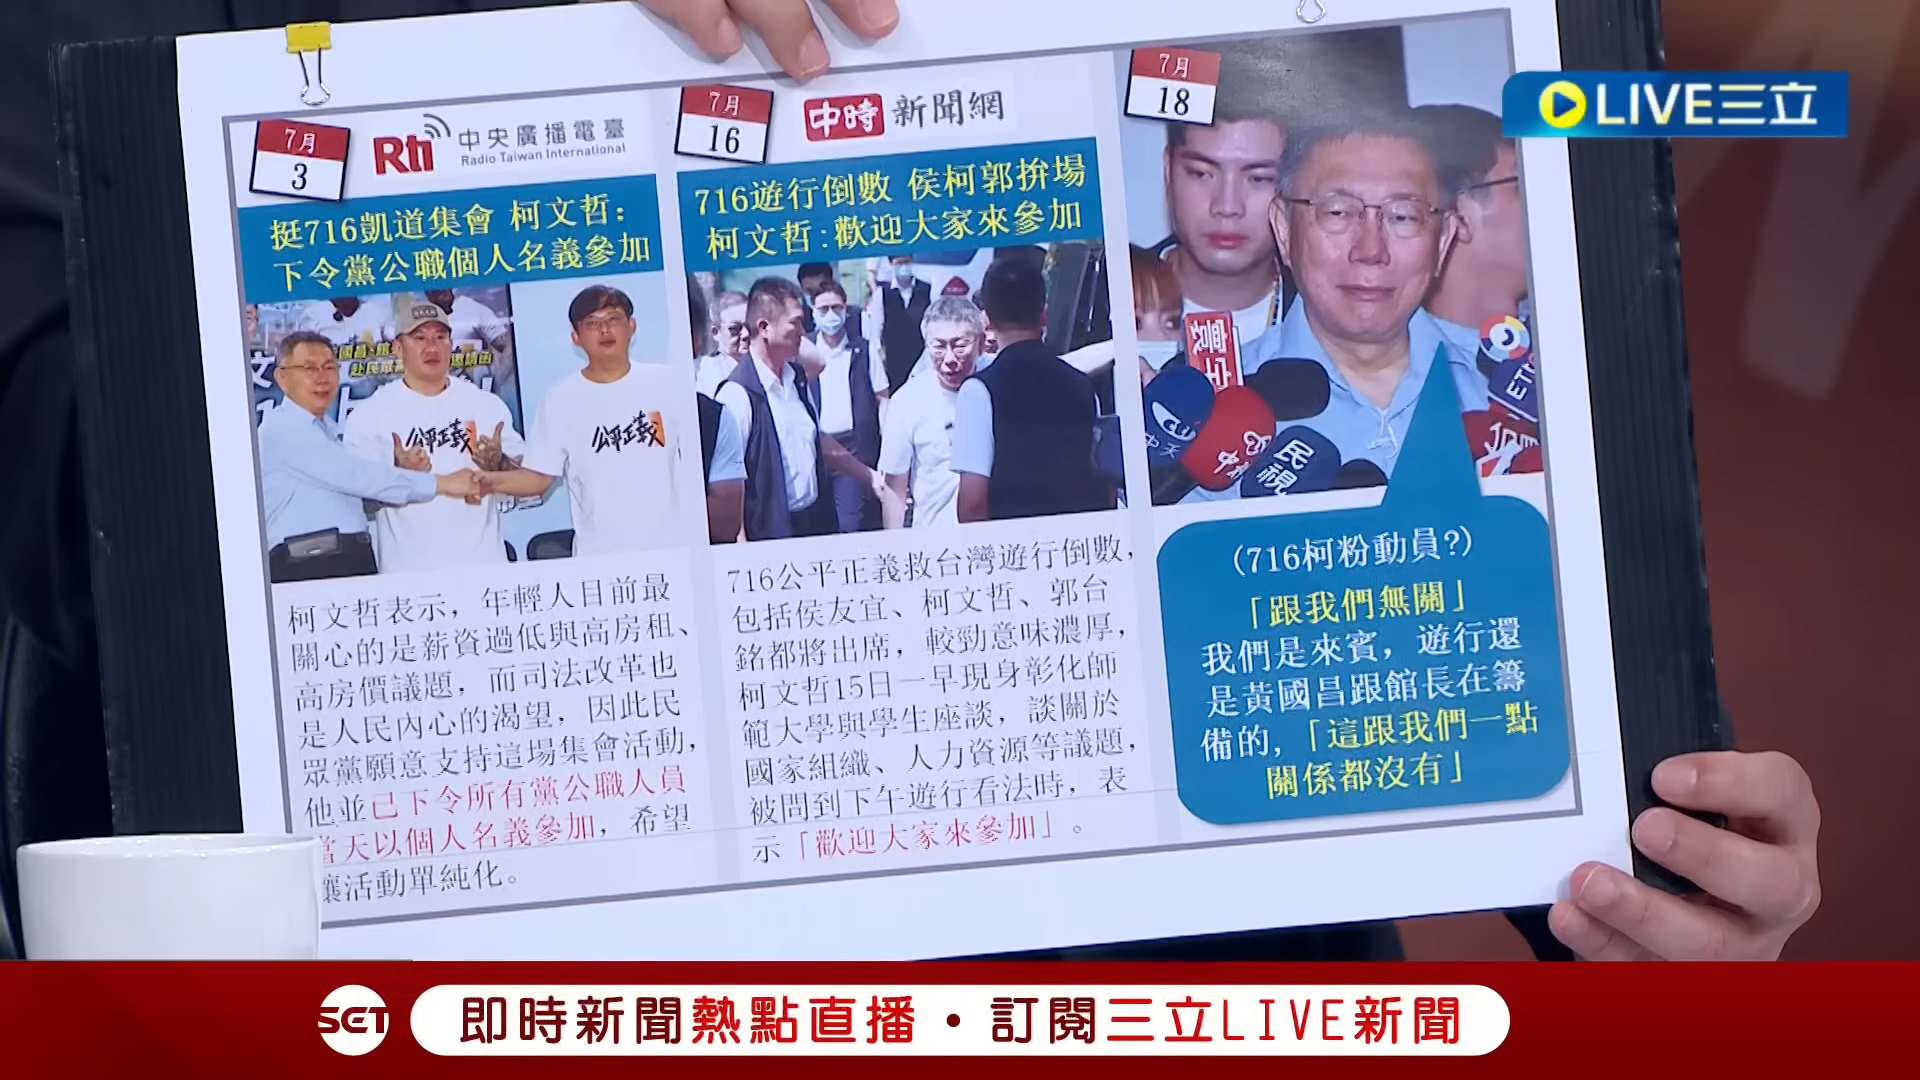 7月
3
Rti 中央廣播電臺
Radio Taiwan International
挺716凱道集會 柯文哲:
下令黨公職個人名義參加
公平正義
公平正義
柯文哲表示，年輕人目前最
關心的是薪資過低與高房租、
高房價議題，而司法改革也
是人民內心的渴望，因此民
眾黨願意支持這場集會活動，
他並已下令所有黨公職人員
當天以個人名義參加，希望
讓活動單純化。
7月
16
中時 新聞網
716遊行倒數 侯柯郭拚場
柯文哲:歡迎大家來參加
716公平正義救台灣遊行倒數，
包括侯友宜、柯文哲、郭台
銘都將出席，較勁意味濃厚，
柯文哲15日一早現身彰化師
範大學與學生座談，談關於
國家組織、人力資源等議題，
被問到下午遊行看法時，表
示「歡迎大家來參加」。
7月
18
寰宇
中天
民視
(716柯粉動員?)
「跟我們無關」
我們是來賓，遊行還
是黃國昌跟館長在籌
備的，「這跟我們一點
關係都沒有」
LIVE三立
SET
即時新聞熱點直播・訂閱三立LIVE新聞